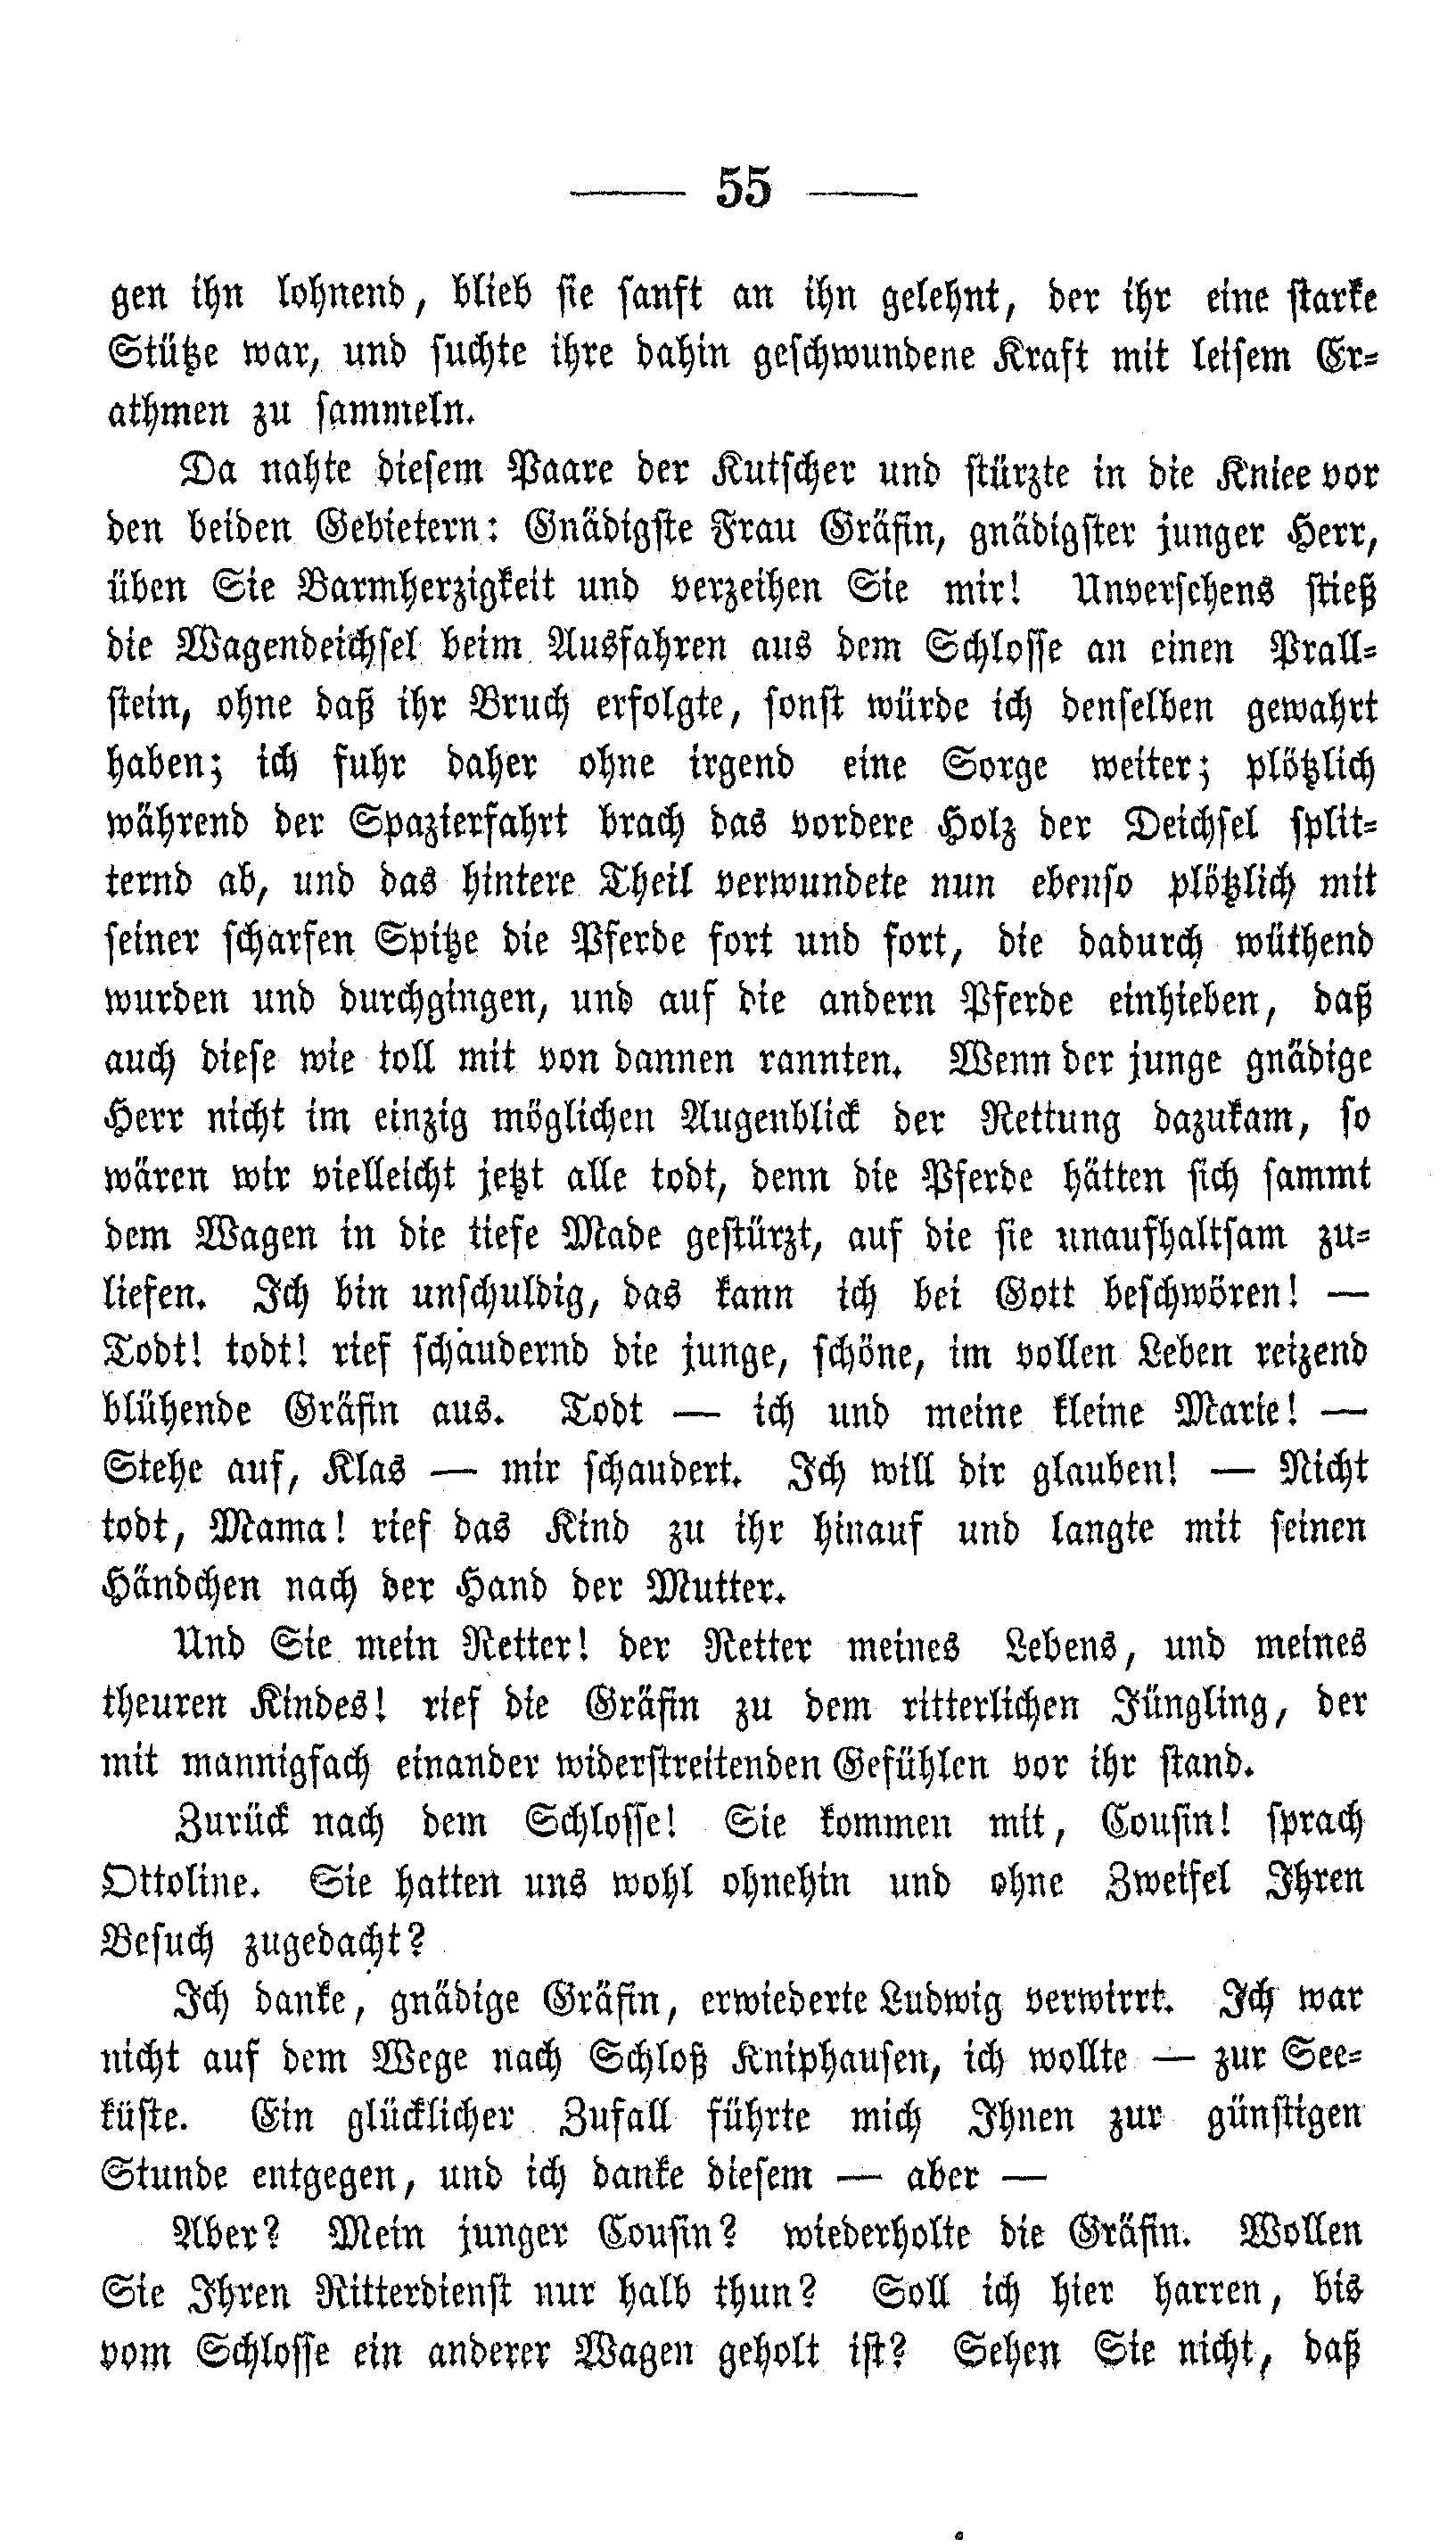 — 55 —
gen ihn lohnend, blieb sie sanft an ihn gelehnt, der ihr eine starke
Stütze war, und suchte ihre dahin geschwundene Kraft mit leisem Er-
athmen zu sammeln.
Da nahte diesem Paare der Kutscher und stürzte in die Kniee vor
den beiden Gebietern: Gnädigste Frau Gräfin, gnädigster junger Herr,
üben Sie Barmherzigkeit und verzeihen Sie mir! Unversehens stieß
die Wagendeichsel beim Ausfahren aus dem Schlosse an einen Prall-
stein, ohne daß ihr Bruch erfolgte, sonst würde ich denselben gewahrt
haben; ich fuhr daher ohne irgend eine Sorge weiter; plötzlich
während der Spazierfahrt brach das vordere Holz der Deichsel split-
ternd ab, und das hintere Theil verwundete nun ebenso plötzlich mit
seiner scharfen Spitze die Pferde fort und fort, die dadurch wüthend
wurden und durchgingen, und auf die andern Pferde einhieben, daß
auch diese wie toll mit von dannen rannten. Wenn der junge gnädige
Herr nicht im einzig möglichen Augenblick der Rettung dazukam, so
wären wir vielleicht jetzt alle todt, denn die Pferde hätten sich sammt
dem Wagen in die tiefe Made gestürzt, auf die sie unaufhaltsam zu-
liefen. Ich bin unschuldig, das kann ich bei Gott beschwören! —
Todt! todt! rief schaudernd die junge, schöne, im vollen Leben reizend
blühende Gräfin aus. Todt — ich und meine kleine Marie! —
Stehe auf, Klas — mir schaudert. Ich will dir glauben! — Nicht
todt, Mama! rief das Kind zu ihr hinauf und langte mit seinen
Händchen nach der Hand der Mutter.
Und Sie mein Retter! der Retter meines Lebens, und meines
theuren Kindes! rief die Gräfin zu dem ritterlichen Jüngling, der
mit mannigfach einander widerstreitenden Gefühlen vor ihr stand.
Zurück nach dem Schlosse! Sie kommen mit, Cousin! sprach
Ottoline. Sie hatten uns wohl ohnehin und ohne Zweifel Ihren
Besuch zugedacht?
Ich danke, gnädige Gräfin, erwiederte Ludwig verwirrt. Ich war
nicht auf dem Wege nach Schloß Kniphausen, ich wollte — zur See-
küste. Ein glücklicher Zufall führte mich Ihnen zur günstigen
Stunde entgegen, und ich danke diesem — aber —
Aber? Mein junger Cousin? wiederholte die Gräfin. Wollen
Sie Ihren Ritterdienst nur halb thun? Soll ich hier harren, bis
vom Schlosse ein anderer Wagen geholt ist? Sehen Sie nicht, daß